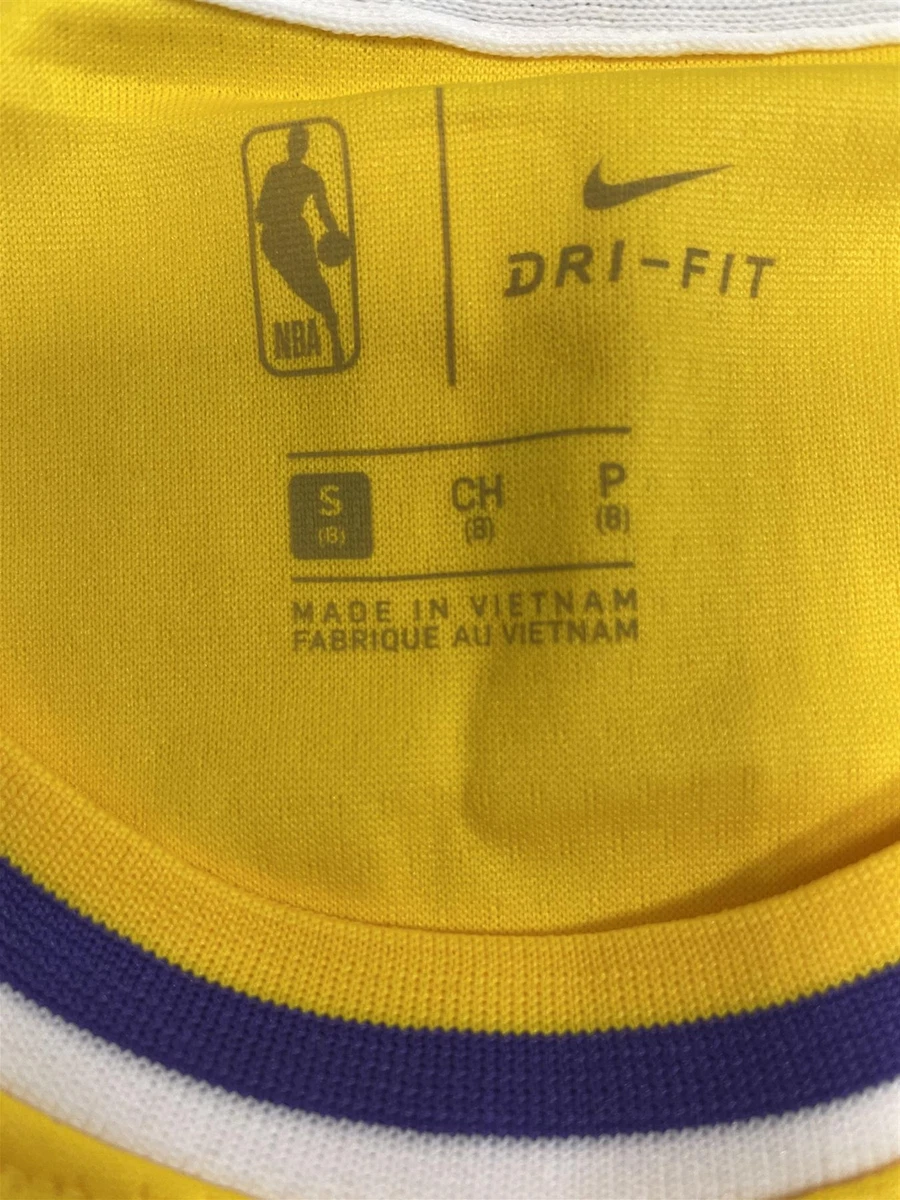 NBA
DRI-FIT
S CH P
(8) (8) (8)
MADE IN VIETNAM
FABRIQUE AU VIETNAM